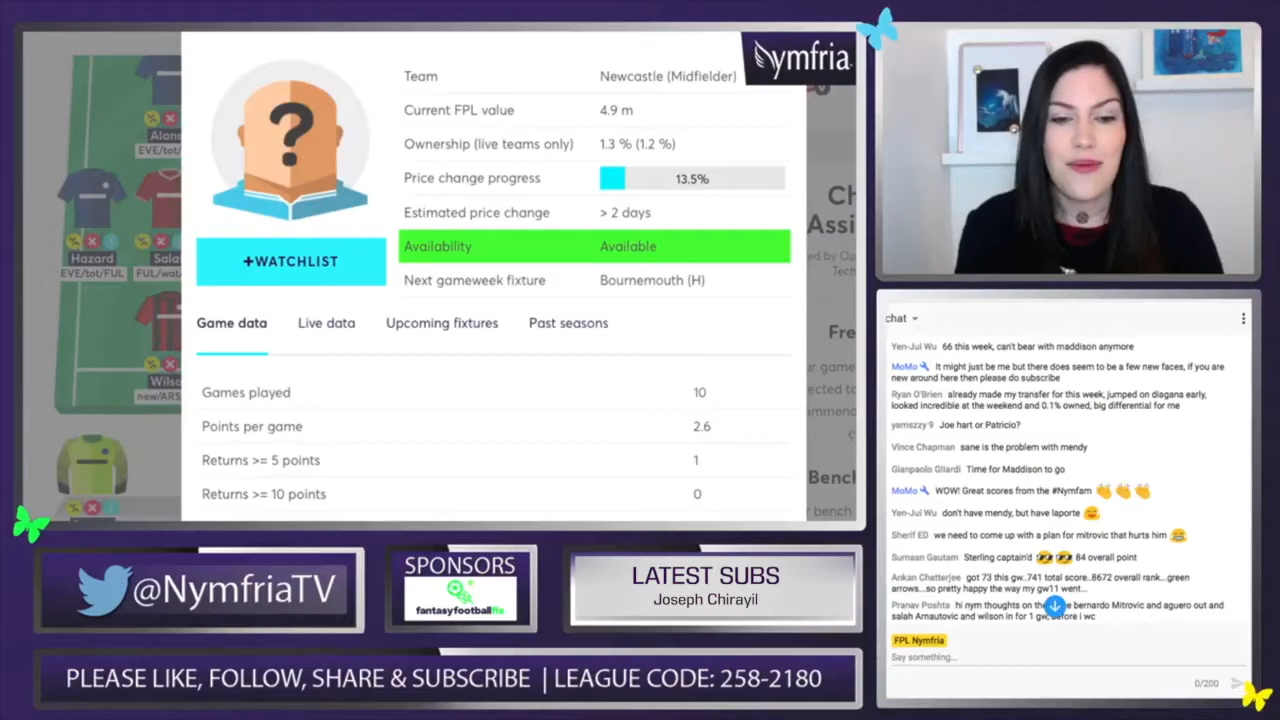 Nymfria
Team
Newcastle (Midfielder)
Current FPL value
4.9 m
Ownership (live teams only)
1.3 % (1.2 %)
Price change progress
13.5%
Estimated price change
> 2 days
Availability
Available
Next gameweek fixture
Bournemouth (H)
?
+WATCHLIST
Game data
Live data
Upcoming fixtures
Past seasons
Games played
10
Points per game
2.6
Returns >= 5 points
1
Returns >= 10 points
0
Hazard
EVE/tot/FUL
EVE/tot/
FUL/wat
new/ARS
chat
Yen-Jui Wu 66 this week, can't bear with maddison anymore
MoMo It might just be me but there does seem to be a few new faces, if you are
new around here then please do subscribe
Ryan O'Brien already made my transfer for this week, jumped on diagana early,
looked incredible at the weekend and 0.1% owned, big differential for me
yamszzy 9 Joe hart or Patricio?
Vince Chapman sane is the problem with mendy
Gianpaolo Gliardi Time for Maddison to go
MoMo WOW! Great scores from the #Nymfam
Yen-Jui Wu don't have mendy, but have laporte
Sherif ED we need to come up with a plan for mitrovic that hurts him
Sumaan Gautam Sterling captain'd 84 overall point
Ankan Chatterjee got 73 this gw..741 total score..8672 overall rank...green
arrows...so pretty happy the way my gw11 went...
Pranav Poshta hi nym thoughts on bernardo Mitrovic and aguero out and
salah Arnautovic and wilson in for 1 gw, before i wc
FPL Nymfria
Say something...
0/200
@NymfriaTV
SPONSORS
fantasyfootballfix
LATEST SUBS
Joseph Chirayil
PLEASE LIKE, FOLLOW, SHARE & SUBSCRIBE | LEAGUE CODE: 258-2180